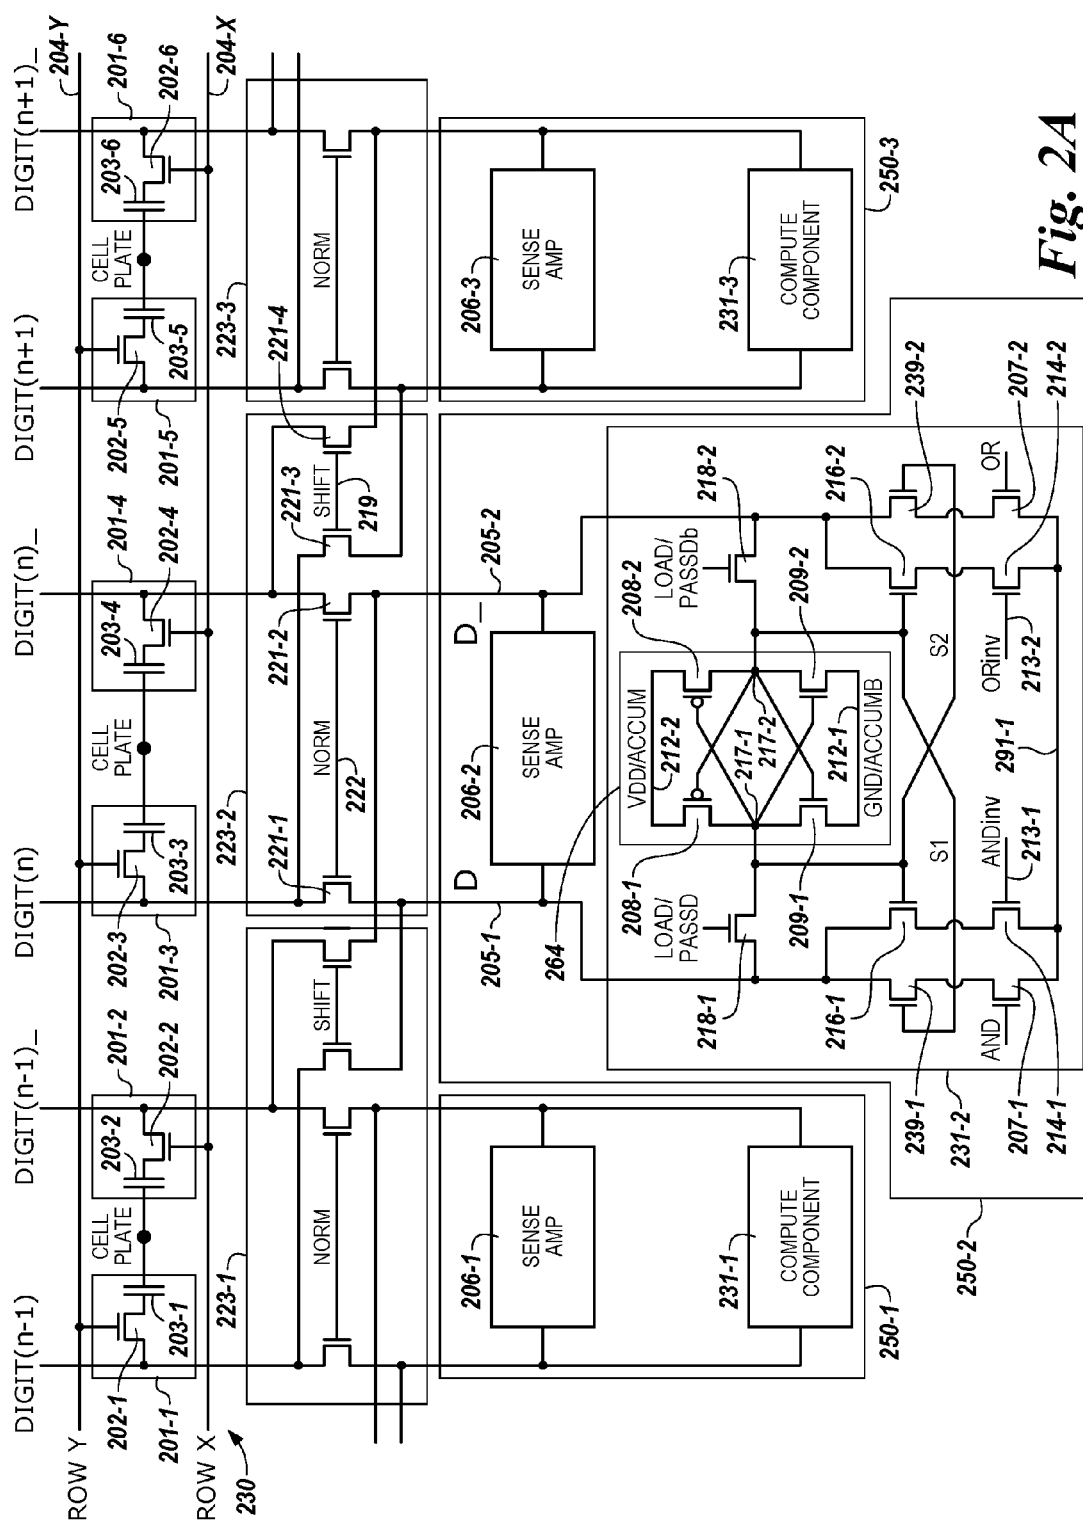 DIGIT(n-1)
DIGIT(n-1)_
DIGIT(n)
DIGIT(n)_
DIGIT(n+1)
DIGIT(n+1)_
ROW Y
204-Y
202-1
201-1
203-1
CELL
PLATE
203-2
201-2
202-2
202-3
201-3
203-3
CELL
PLATE
203-4
201-4
202-4
202-5
201-5
203-5
CELL
PLATE
203-6
201-6
202-6
ROW X
204-X
230
223-1
NORM
SHIFT
223-2
221-1
NORM
222
221-2
221-3
SHIFT
219
221-4
223-3
NORM
206-1
SENSE
AMP
231-1
COMPUTE
COMPONENT
250-1
D
205-1
206-2
SENSE
AMP
D_
205-2
206-3
SENSE
AMP
231-3
COMPUTE
COMPONENT
250-3
264
LOAD/
PASSD
218-1
208-1
209-1
VDD/ACCUM
212-2
217-1
217-2
212-1
GND/ACCUMB
208-2
209-2
LOAD/
PASSDb
218-2
216-1
S1
S2
216-2
239-2
239-1
231-2
AND
207-1
214-1
ANDinv
213-1
291-1
ORinv
213-2
OR
207-2
214-2
250-2
Fig. 2A